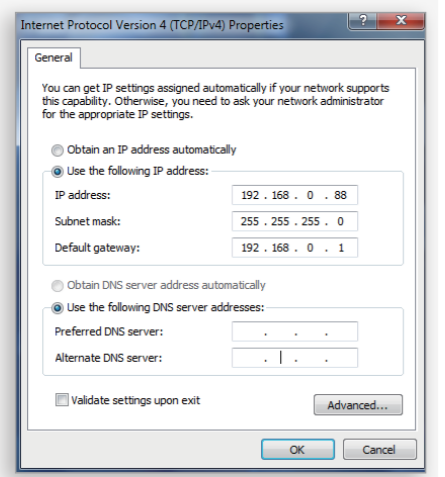 Internet Protocol Version 4 (TCP/IPv4) Properties
General
You can get IP settings assigned automatically if your network supports
this capability. Otherwise, you need to ask your network administrator
for the appropriate IP settings.
Obtain an IP address automatically
Use the following IP address:
IP address: 192 . 168 . 0 . 88
Subnet mask: 255 . 255 . 255 . 0
Default gateway: 192 . 168 . 0 . 1
Obtain DNS server address automatically
Use the following DNS server addresses:
Preferred DNS server: . . .
Alternate DNS server: . . .
Validate settings upon exit
Advanced...
OK Cancel